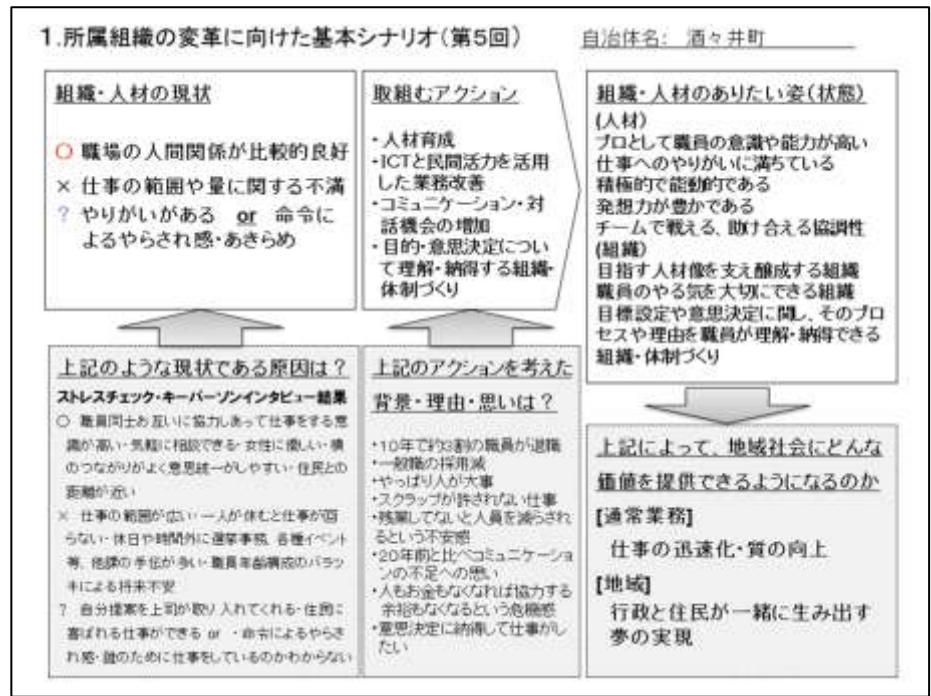 1.所属組織の変革に向けた基本シナリオ(第5回)
自治体名: 酒々井町
組織・人材の現状
○ 職場の人間関係が比較的良好
× 仕事の範囲や量に関する不満
? やりがいがある or 命令に
よるやらされ感・あきらめ
取組むアクション
・人材育成
・ICTと民間活力を活用
した業務改善
・コミュニケーション・対
話機会の増加
・目的・意思決定につい
て理解・納得する組織・
体制づくり
組織・人材のありたい姿(状態)
(人材)
プロとして職員の意識や能力が高い
仕事へのやりがいに満ちている
積極的で能動的である
発想力が豊かである
チームで戦える、助け合える協調性
(組織)
目指す人材像を支え醸成する組織
職員のやる気を大切にできる組織
目標設定や意思決定に関し、そのプロ
セスや理由を職員が理解・納得できる
組織・体制づくり
上記のような現状である原因は?
ストレスチェック・キーパーソンインタビュー結果
○ 職員同士お互いに協力しあって仕事をする意
識が高い・気軽に相談できる・女性に優しい・横
のつながりがよく意思統一がしやすい・住民との
距離が近い
× 仕事の範囲が広い・一人が休むと仕事が回
らない・休日や時間外に選挙事務、各種イベント
等、他課の手伝が多い・職員年齢構成のバラツ
キによる将来不安
? 自分提案を上司が取り入れてくれる・住民に
喜ばれる仕事ができる or ・命令によるやらさ
れ感・誰のために仕事をしているのかわからない
上記のアクションを考えた
背景・理由・思いは?
・10年で約3割の職員が退職
・一般職の採用減
・やっぱり人が大事
・スクラップが許されない仕事
・残業してないと人員を減らされ
るという不安感
・20年前と比べコミュニケーショ
ンの不足への思い
・人もお金もなくなれば協力する
余裕もなくなるという危機感
・意思決定に納得して仕事がし
たい
上記によって、地域社会にどんな
価値を提供できるようになるのか
[通常業務]
仕事の迅速化・質の向上
[地域]
行政と住民が一緒に生み出す
夢の実現